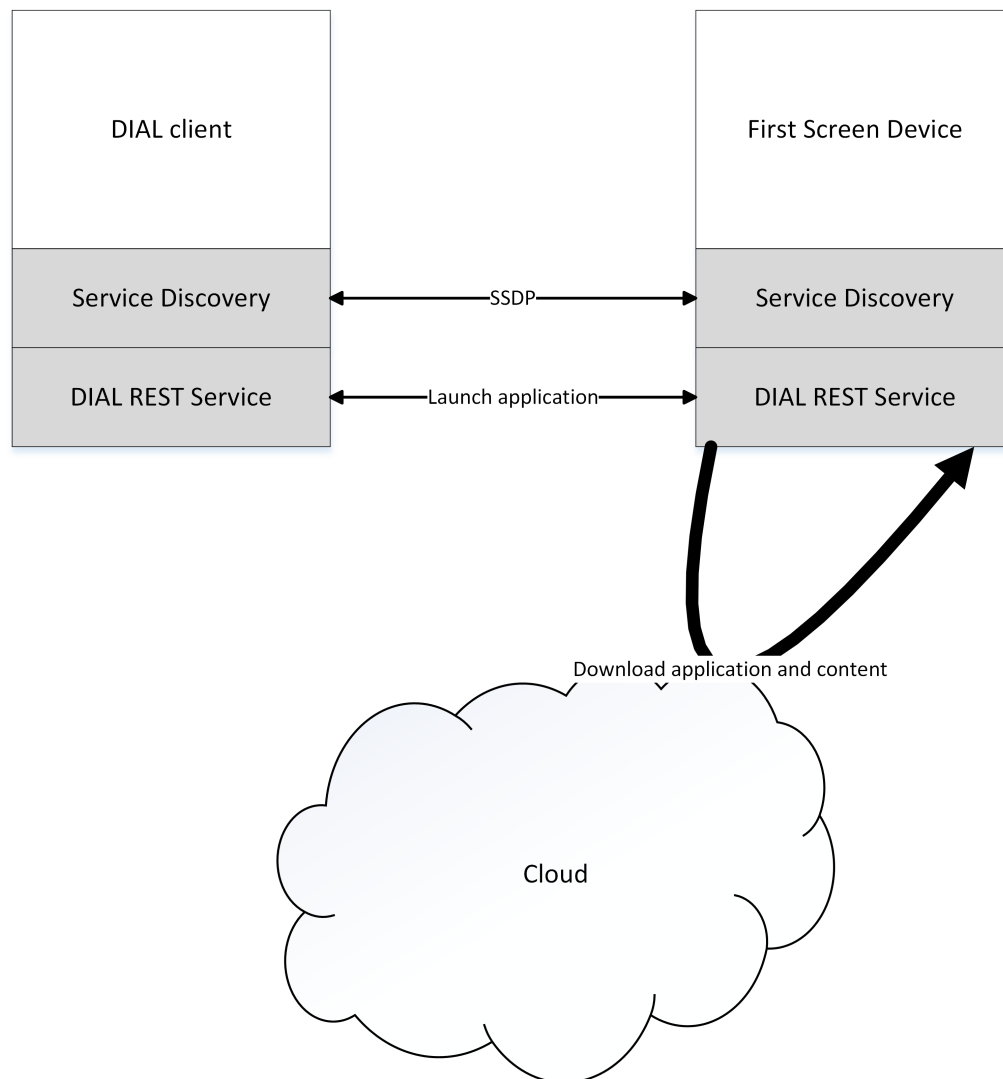 DIAL client
First Screen Device
Service Discovery
SSDP
Service Discovery
DIAL REST Service
Launch application
DIAL REST Service
Download application and content
Cloud